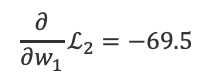 ∂/∂w₁ ℒ₂ = −69.5